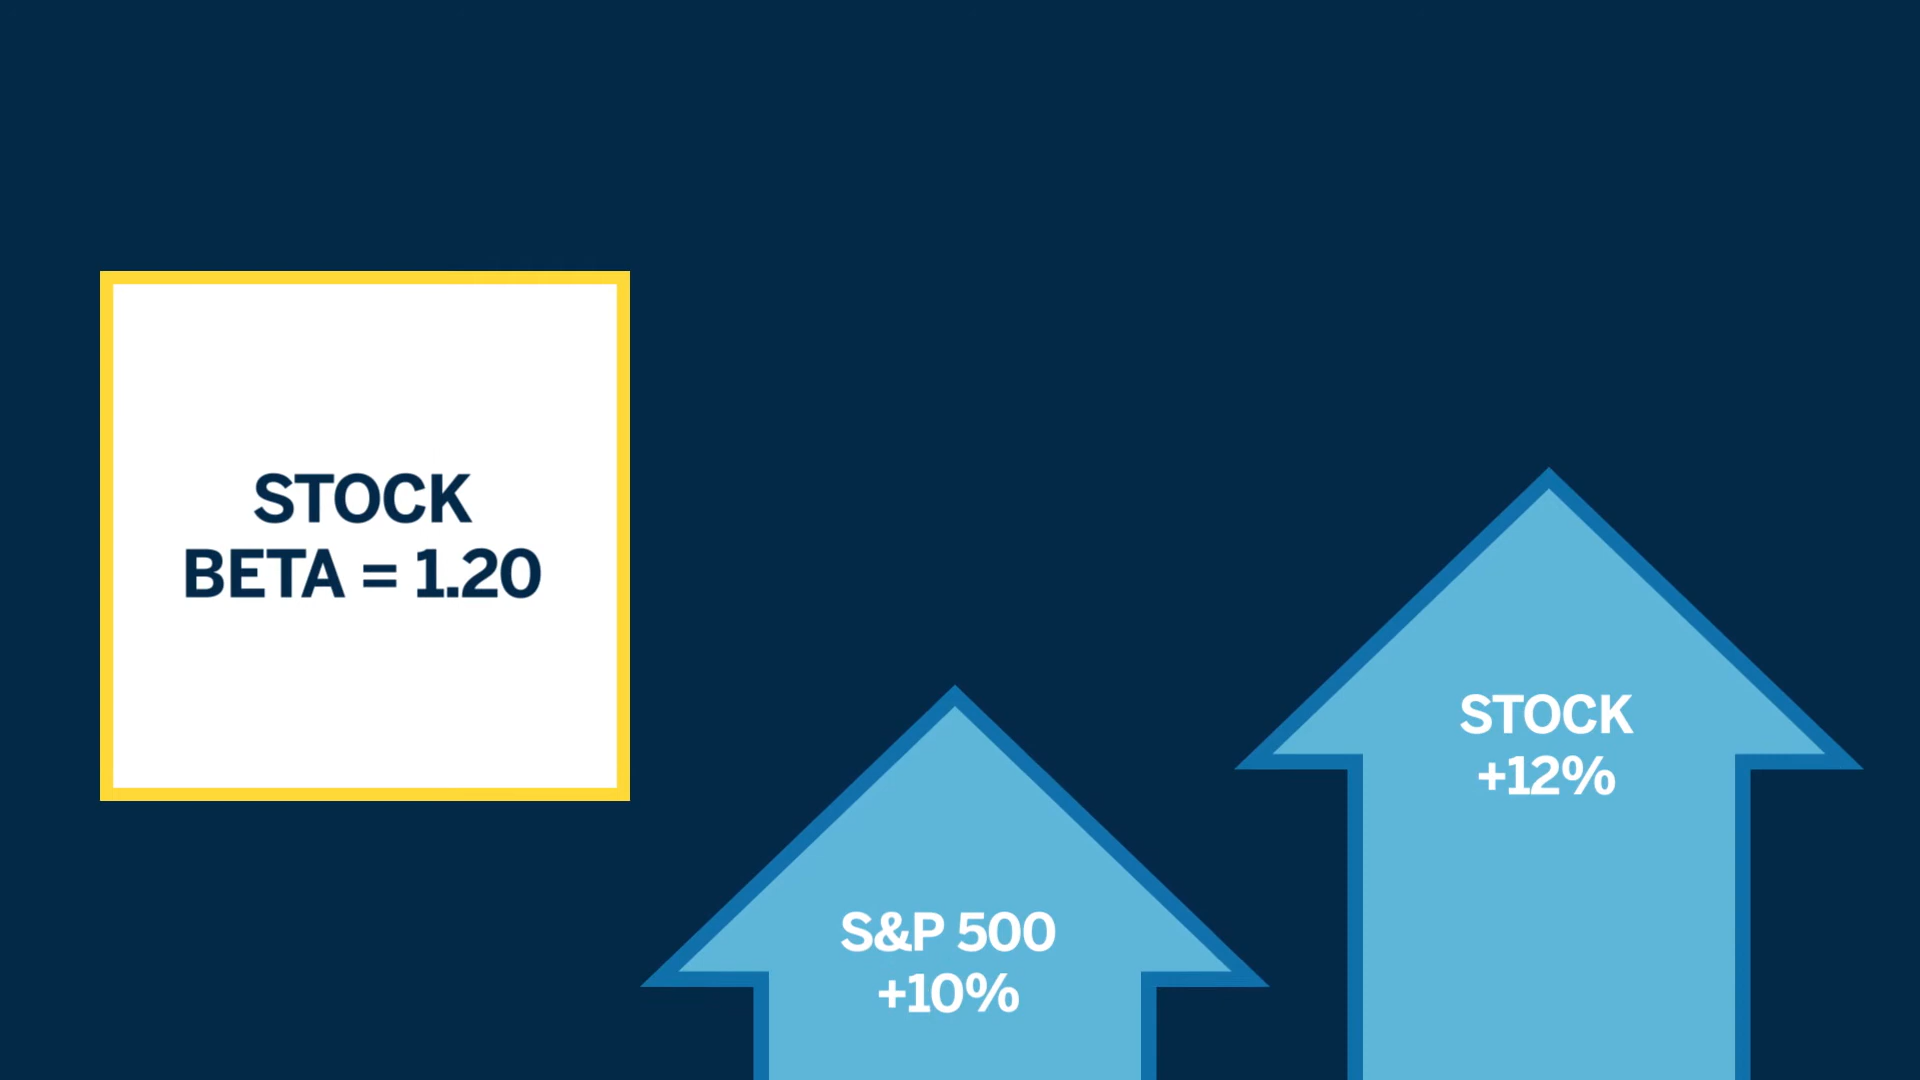 STOCK
BETA = 1.20
S&P 500
+10%
STOCK
+12%